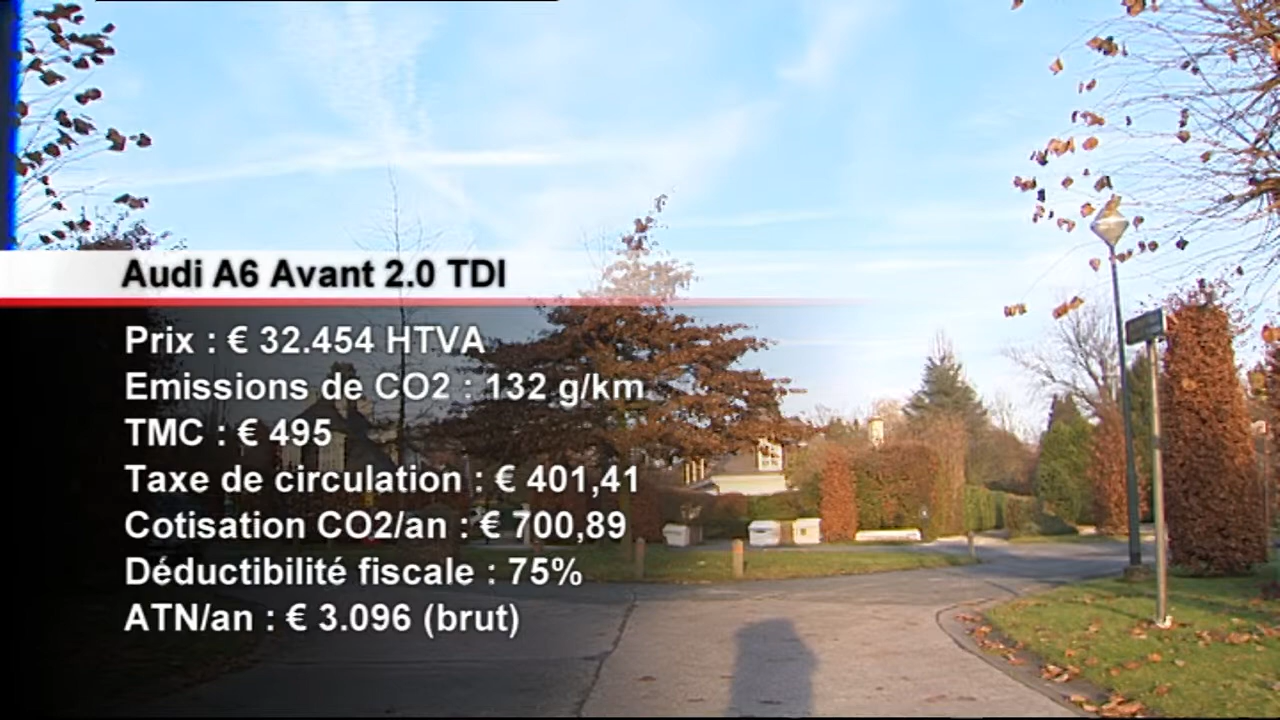 Audi A6 Avant 2.0 TDI
Prix : € 32.454 HTVA
Emissions de CO2 : 132 g/km
TMC : € 495
Taxe de circulation : € 401,41
Cotisation CO2/an : € 700,89
Déductibilité fiscale : 75%
ATN/an : € 3.096 (brut)